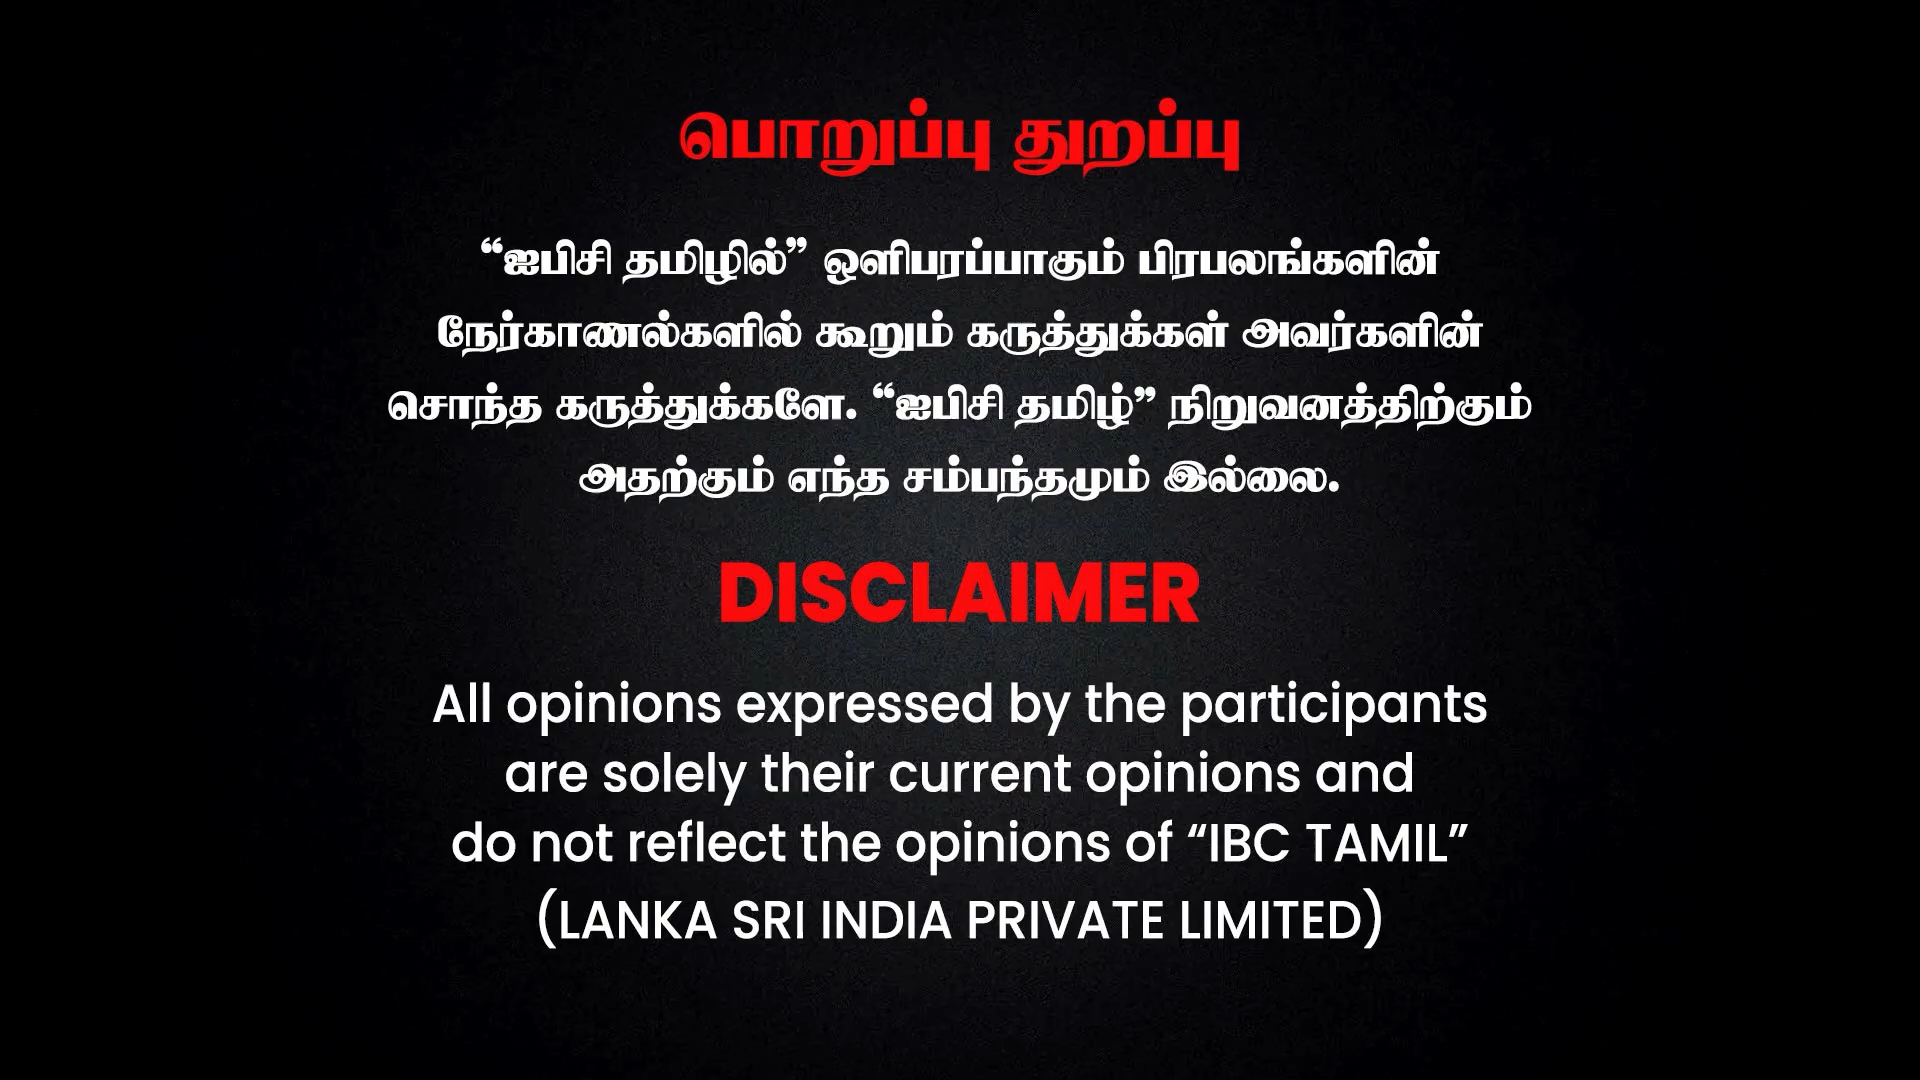 பொறுப்பு துறப்பு
“ஐபிசி தமிழில்” ஒளிபரப்பாகும் பிரபலங்களின்
நேர்காணல்களில் கூறும் கருத்துக்கள் அவர்களின்
சொந்த கருத்துக்களே. “ஐபிசி தமிழ்” நிறுவனத்திற்கும்
அதற்கும் எந்த சம்பந்தமும் இல்லை.
DISCLAIMER
All opinions expressed by the participants
are solely their current opinions and
do not reflect the opinions of “IBC TAMIL”
(LANKA SRI INDIA PRIVATE LIMITED)